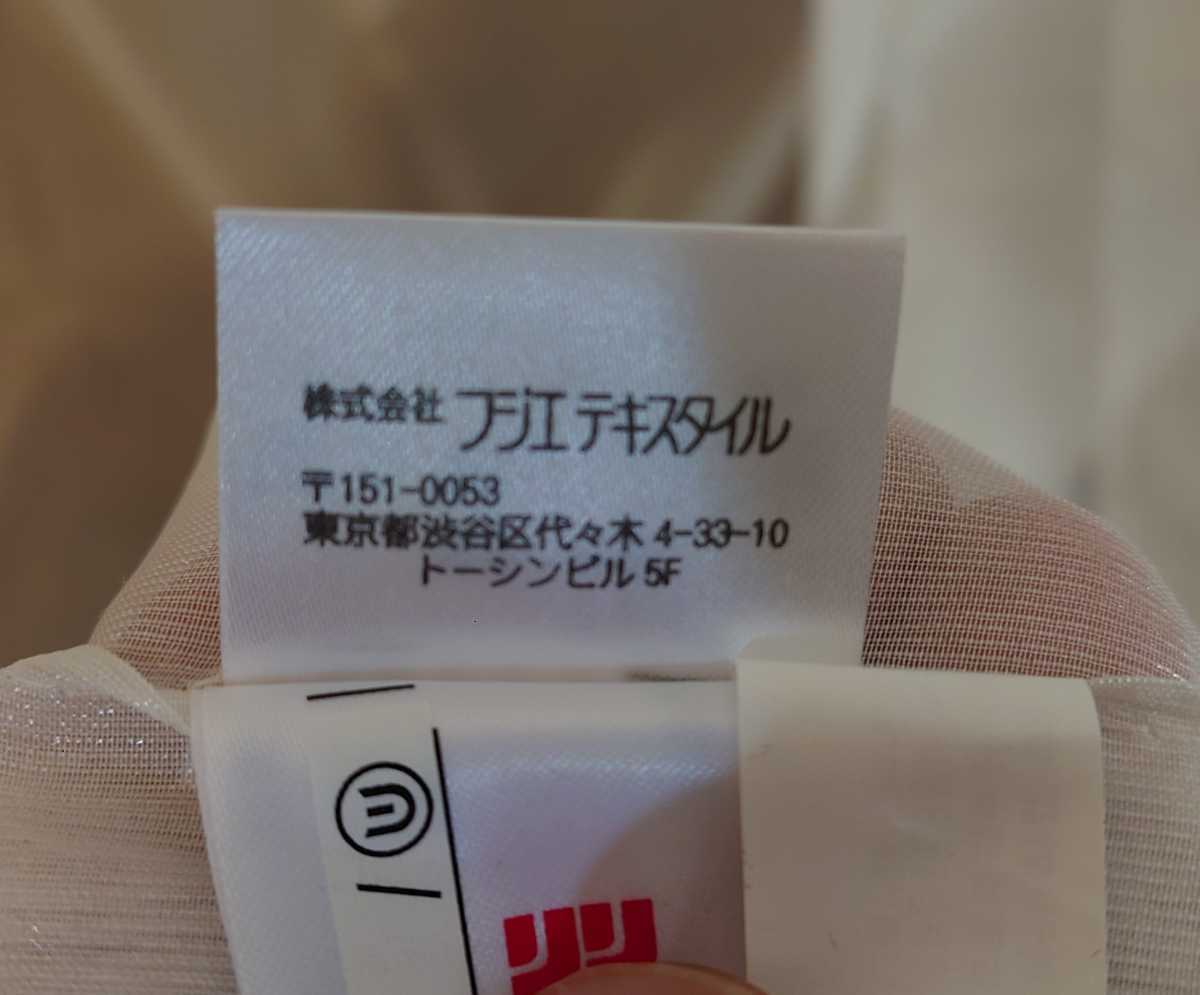 株式会社 フジ江テキスタイル
〒151-0053
東京都渋谷区代々木 4-33-10
トーシンビル 5F